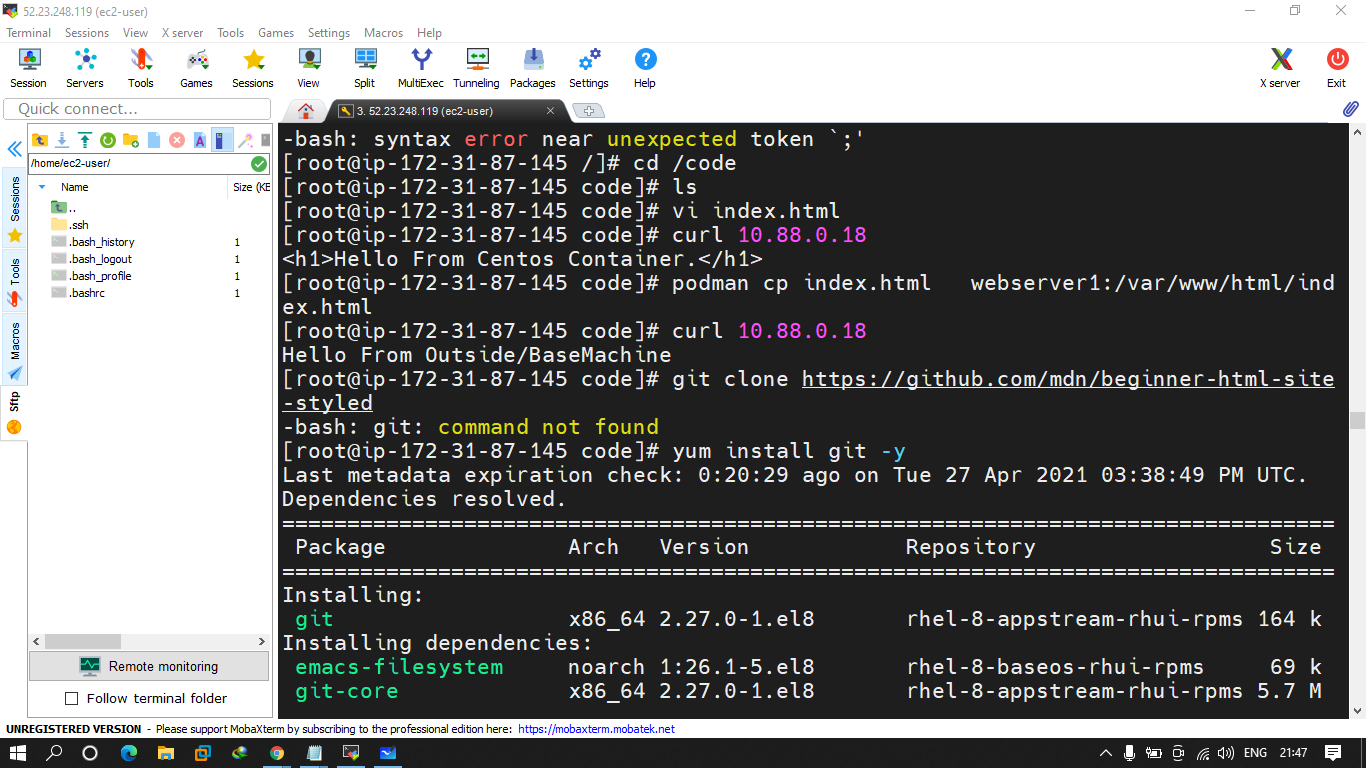 52.23.248.119 (ec2-user)
Terminal Sessions View X server Tools Games Settings Macros Help
Session Servers Tools Games Sessions View Split MultiExec Tunneling Packages Settings Help X server Exit
Quick connect...
3. 52.23.248.119 (ec2-user)
/home/ec2-user/
Name Size (KB
..
.ssh
.bash_history 1
.bash_logout 1
.bash_profile 1
.bashrc 1
Sessions
Tools
Macros
Sftp
Remote monitoring
Follow terminal folder
-bash: syntax error near unexpected token `;'
[root@ip-172-31-87-145 /]# cd /code
[root@ip-172-31-87-145 code]# ls
[root@ip-172-31-87-145 code]# vi index.html
[root@ip-172-31-87-145 code]# curl 10.88.0.18
<h1>Hello From Centos Container.</h1>
[root@ip-172-31-87-145 code]# podman cp index.html   webserver1:/var/www/html/ind
ex.html
[root@ip-172-31-87-145 code]# curl 10.88.0.18
Hello From Outside/BaseMachine
[root@ip-172-31-87-145 code]# git clone https://github.com/mdn/beginner-html-site
-styled
-bash: git: command not found
[root@ip-172-31-87-145 code]# yum install git -y
Last metadata expiration check: 0:20:29 ago on Tue 27 Apr 2021 03:38:49 PM UTC.
Dependencies resolved.
================================================================================
Package Arch Version Repository Size
================================================================================
Installing:
git x86_64 2.27.0-1.el8 rhel-8-appstream-rhui-rpms 164 k
Installing dependencies:
emacs-filesystem noarch 1:26.1-5.el8 rhel-8-baseos-rhui-rpms 69 k
git-core x86_64 2.27.0-1.el8 rhel-8-appstream-rhui-rpms 5.7 M
UNREGISTERED VERSION - Please support MobaXterm by subscribing to the professional edition here: https://mobaxterm.mobatek.net
ENG 21:47